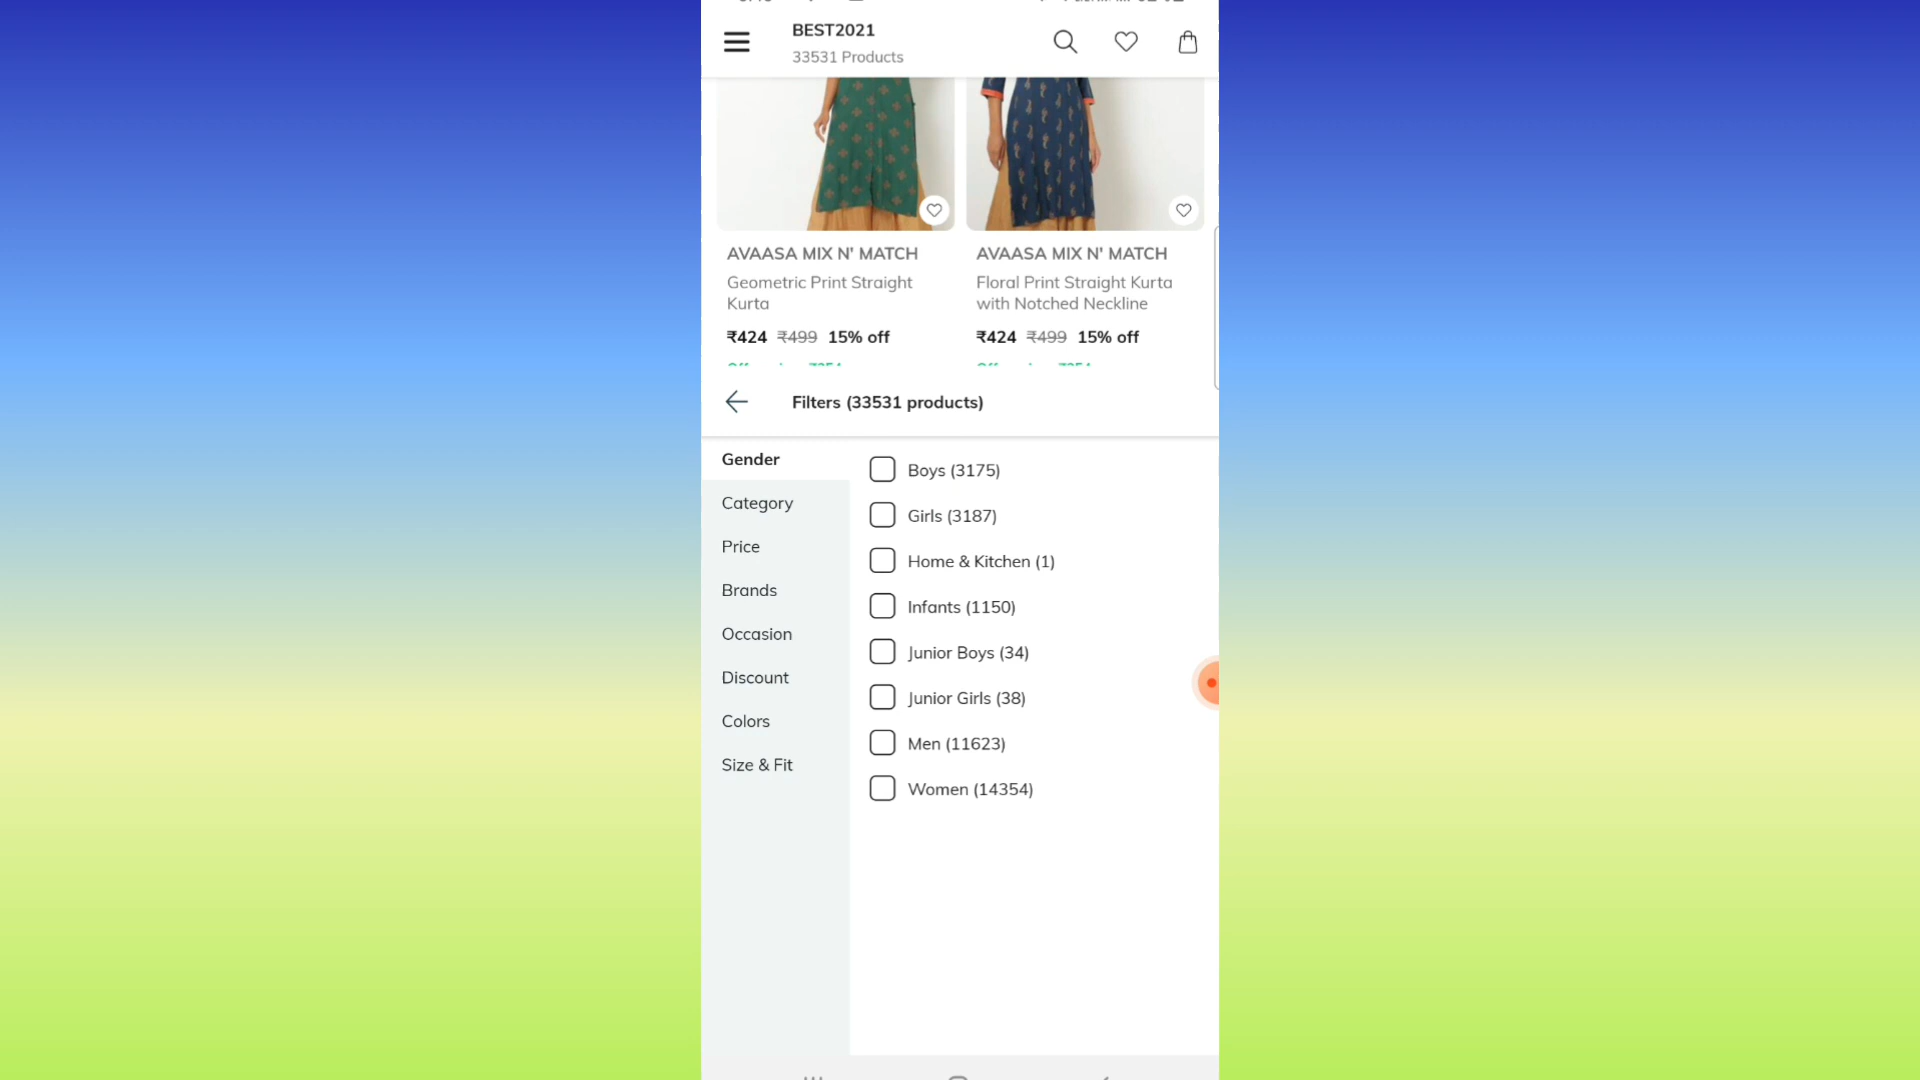 BEST2021
33531 Products
AVAASA MIX N' MATCH
Geometric Print Straight
Kurta
₹424 ₹499 15% off
AVAASA MIX N' MATCH
Floral Print Straight Kurta
with Notched Neckline
₹424 ₹499 15% off
Filters (33531 products)
Gender
Category
Price
Brands
Occasion
Discount
Colors
Size & Fit
Boys (3175)
Girls (3187)
Home & Kitchen (1)
Infants (1150)
Junior Boys (34)
Junior Girls (38)
Men (11623)
Women (14354)